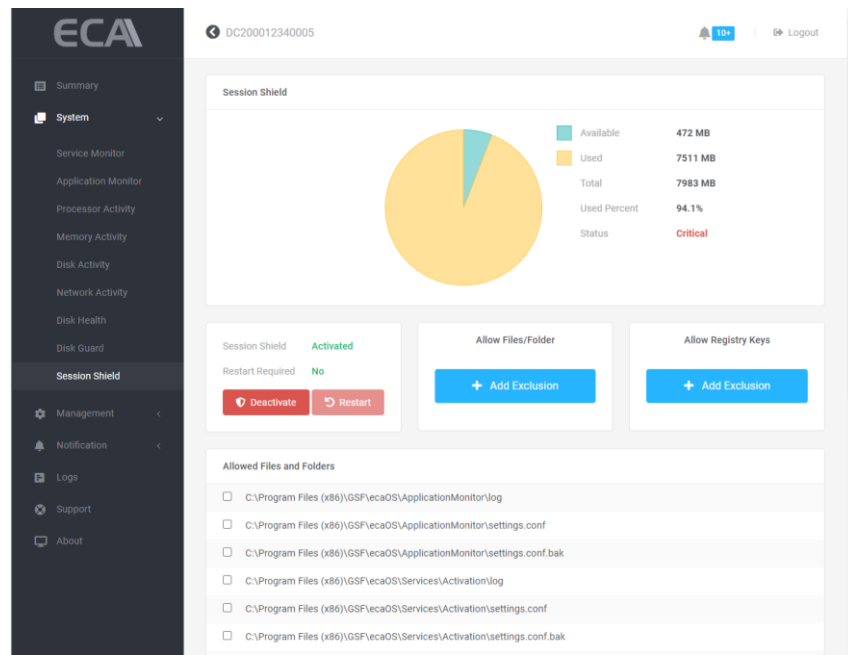 ECA
DC200012340005
10+
Logout
Summary
System
Service Monitor
Application Monitor
Processor Activity
Memory Activity
Disk Activity
Network Activity
Disk Health
Disk Guard
Session Shield
Management
Notification
Logs
Support
About
Session Shield
Available 472 MB
Used 7511 MB
Total 7983 MB
Used Percent 94.1%
Status Critical
Session Shield Activated
Restart Required No
Deactivate Restart
Allow Files/Folder
+ Add Exclusion
Allow Registry Keys
+ Add Exclusion
Allowed Files and Folders
C:\Program Files (x86)\GSF\ecaOS\ApplicationMonitor\log
C:\Program Files (x86)\GSF\ecaOS\ApplicationMonitor\settings.conf
C:\Program Files (x86)\GSF\ecaOS\ApplicationMonitor\settings.conf.bak
C:\Program Files (x86)\GSF\ecaOS\Services\Activation\log
C:\Program Files (x86)\GSF\ecaOS\Services\Activation\settings.conf
C:\Program Files (x86)\GSF\ecaOS\Services\Activation\settings.conf.bak